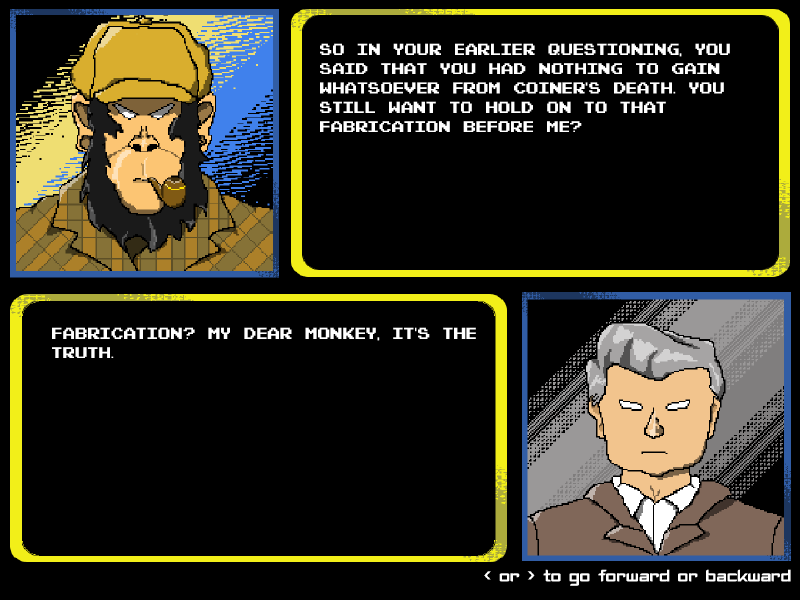 SO IN YOUR EARLIER QUESTIONING, YOU
SAID THAT YOU HAD NOTHING TO GAIN
WHATSOEVER FROM COINER'S DEATH. YOU
STILL WANT TO HOLD ON TO THAT
FABRICATION BEFORE ME?
FABRICATION? MY DEAR MONKEY, IT'S THE
TRUTH.
< or > to go forward or backward